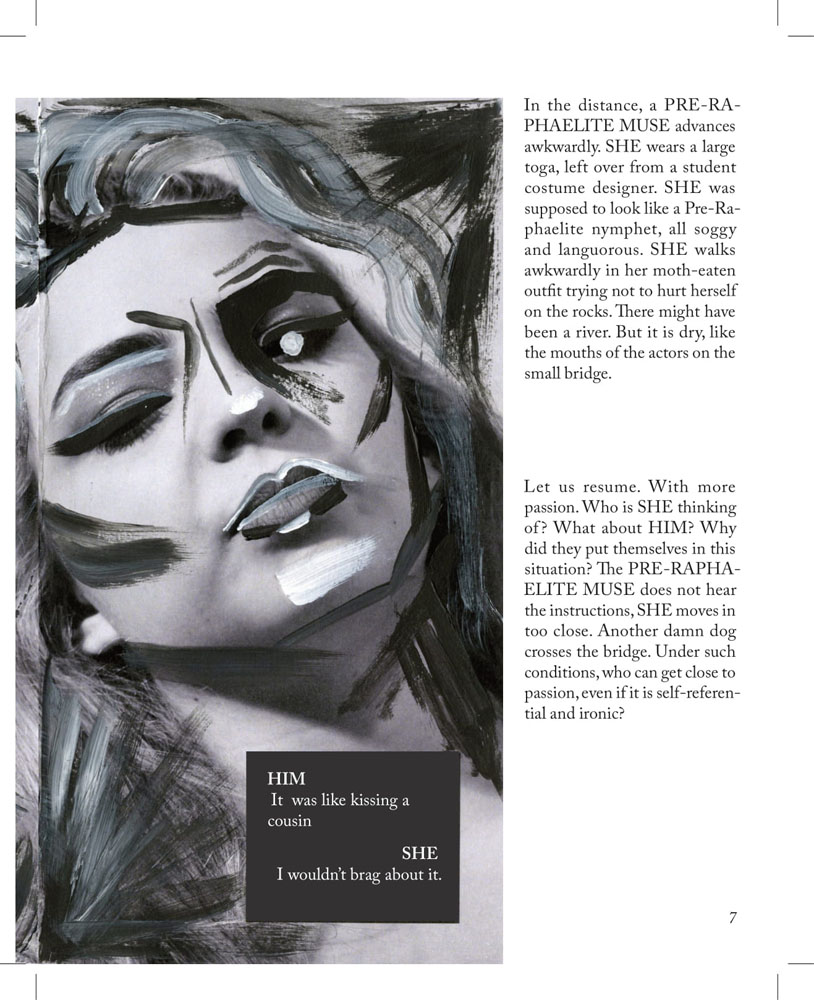 In the distance, a PRE-RA-
PHAELITE MUSE advances
awkwardly. SHE wears a large
toga, left over from a student
costume designer. SHE was
supposed to look like a Pre-Ra-
phaelite nymphet, all soggy
and languorous. SHE walks
awkwardly in her moth-eaten
outfit trying not to hurt herself
on the rocks. There might have
been a river. But it is dry, like
the mouths of the actors on the
small bridge.
Let us resume. With more
passion. Who is SHE thinking
of? What about HIM? Why
did they put themselves in this
situation? The PRE-RAPHA-
ELITE MUSE does not hear
the instructions, SHE moves in
too close. Another damn dog
crosses the bridge. Under such
conditions, who can get close to
passion, even if it is self-referen-
tial and ironic?
HIM
It was like kissing a
cousin
SHE
I wouldn't brag about it.
7